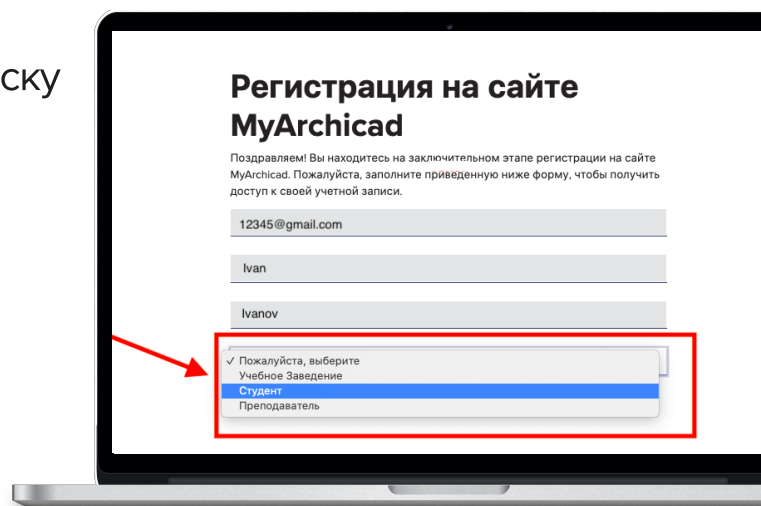 ску
Регистрация на сайте
MyArchicad
Поздравляем! Вы находитесь на заключительном этапе регистрации на сайте
MyArchicad. Пожалуйста, заполните приведенную ниже форму, чтобы получить
доступ к своей учетной записи.
12345@gmail.com
Ivan
Ivanov
✓ Пожалуйста, выберите
Учебное Заведение
Студент
Преподаватель